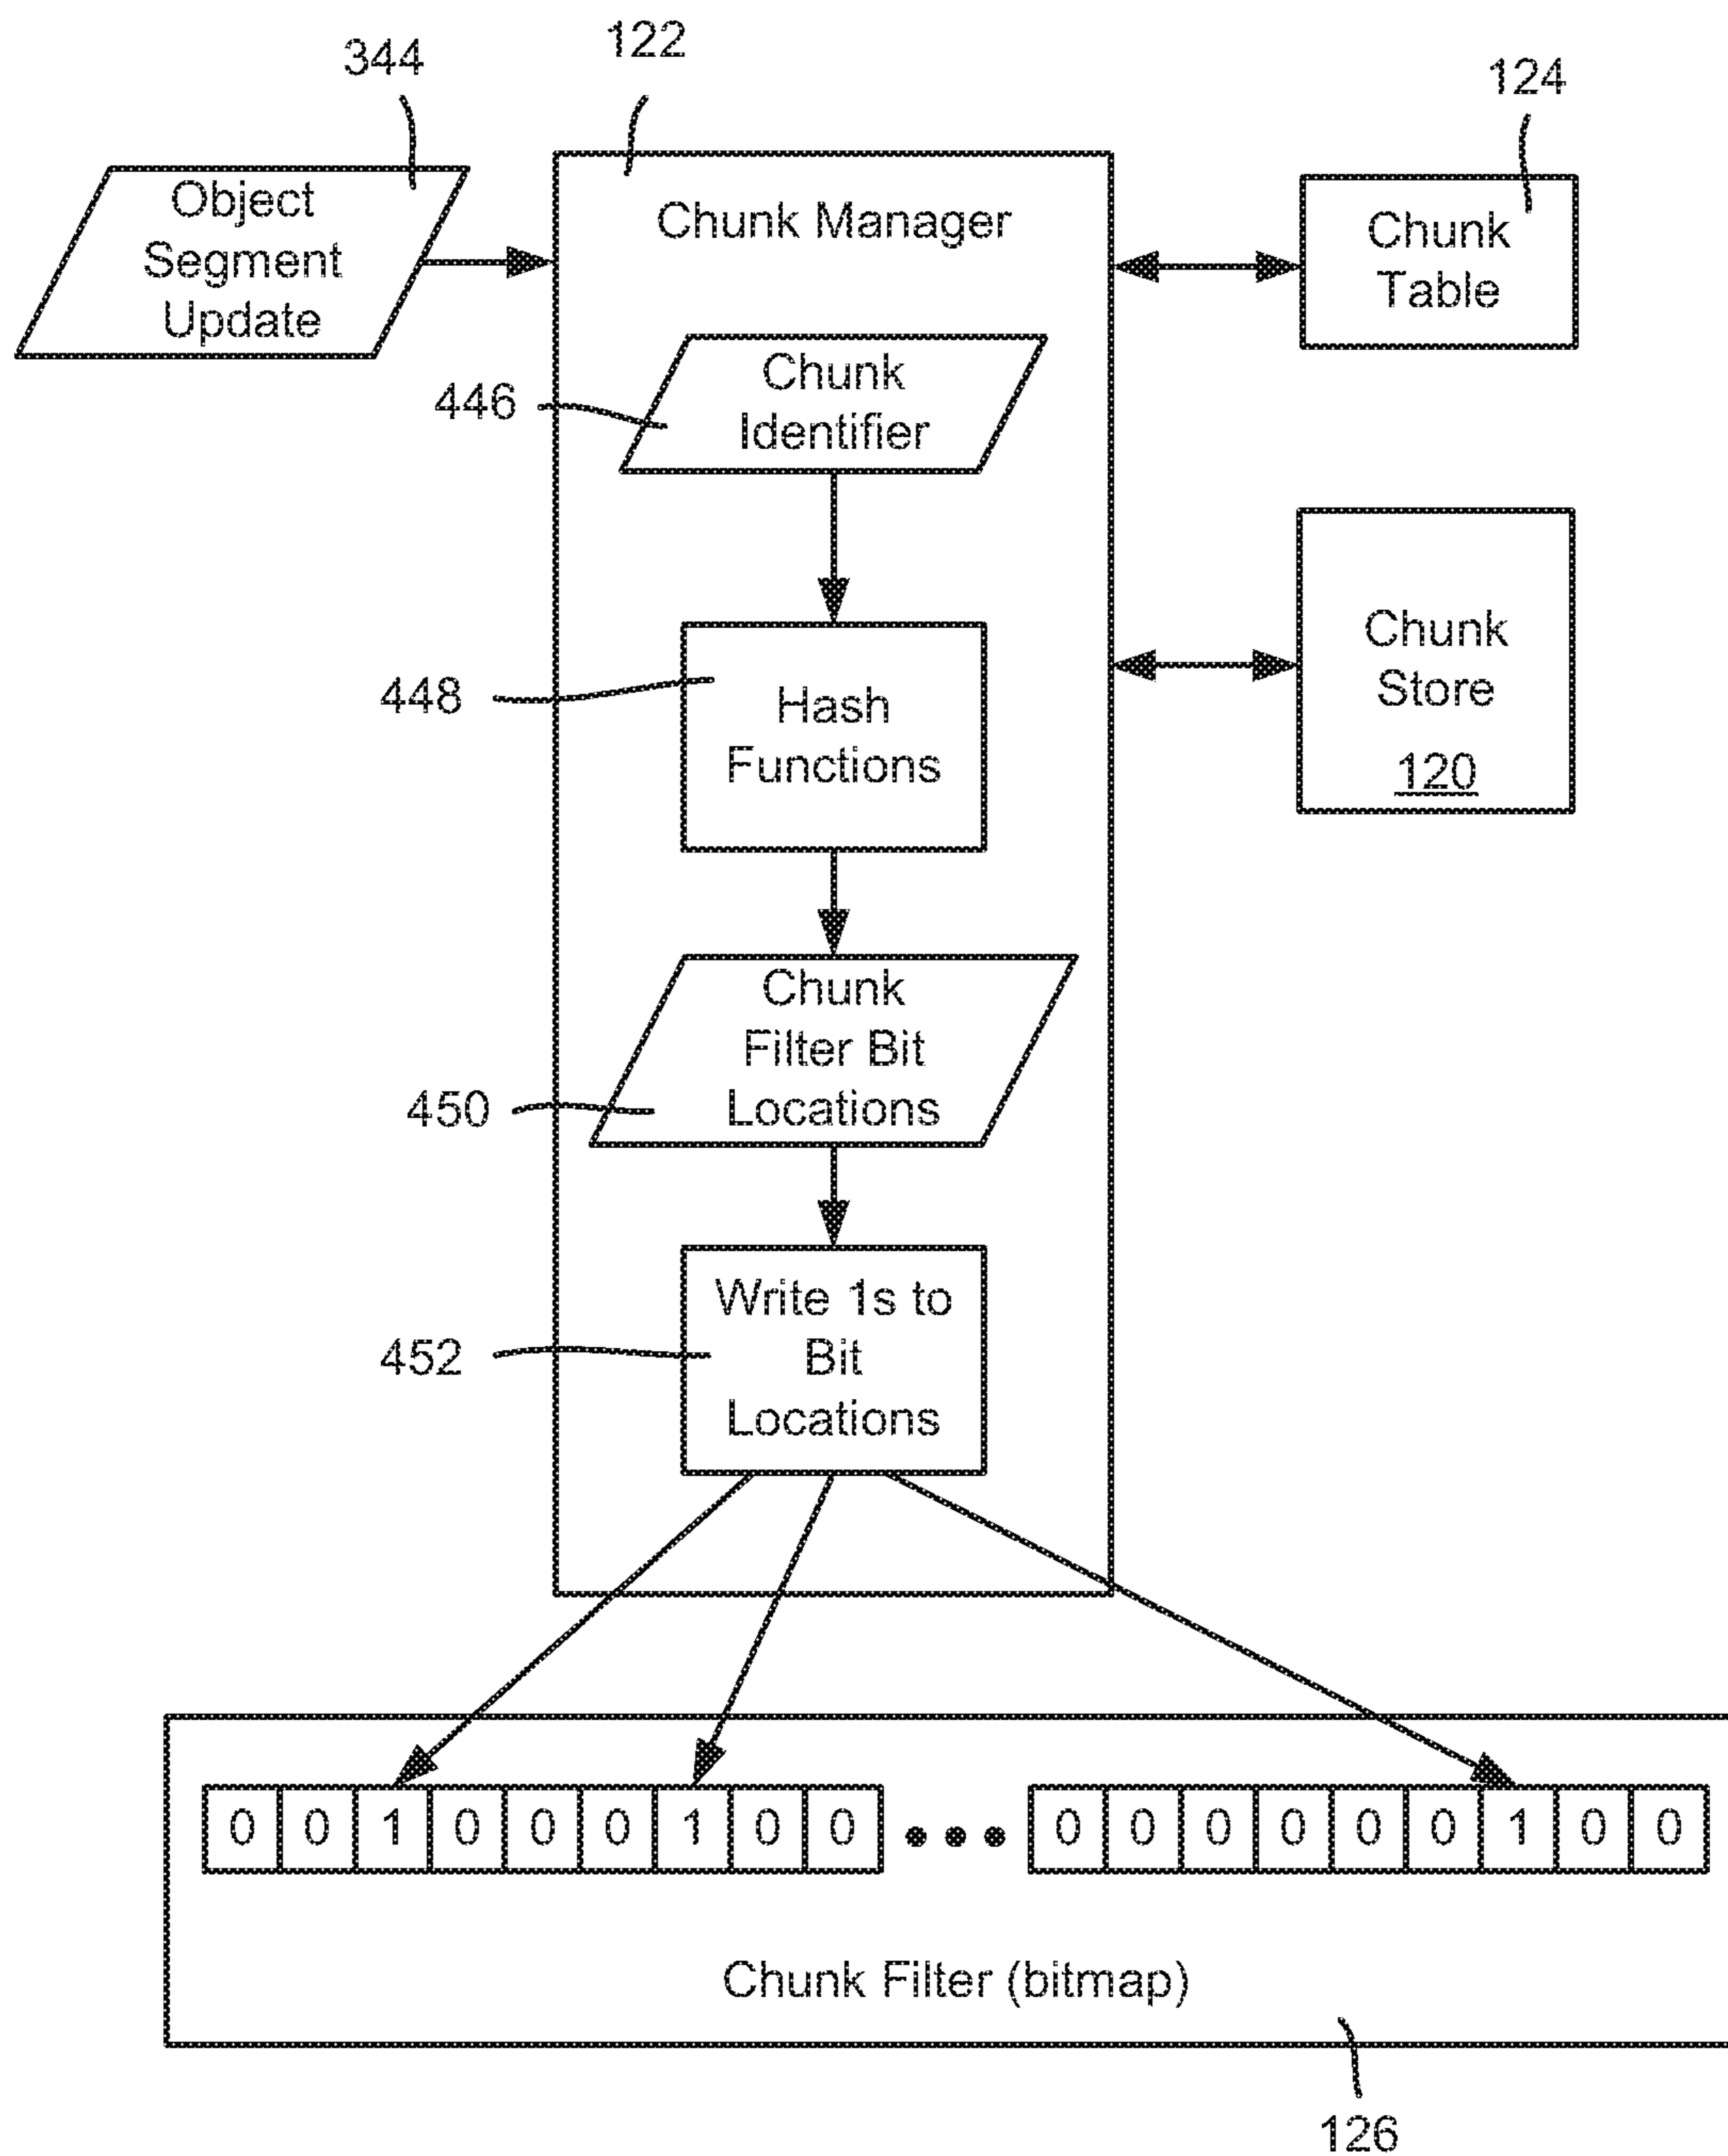 344
122
124
Object
Segment
Update
Chunk Manager
Chunk
Table
Chunk
Identifier
446
Hash
Functions
448
Chunk
Store
120
Chunk
Filter Bit
Locations
450
Write 1s to
Bit
Locations
452
0 0 1 0 0 0 1 0 0 ••• 0 0 0 0 0 0 1 0 0
Chunk Filter (bitmap)
126